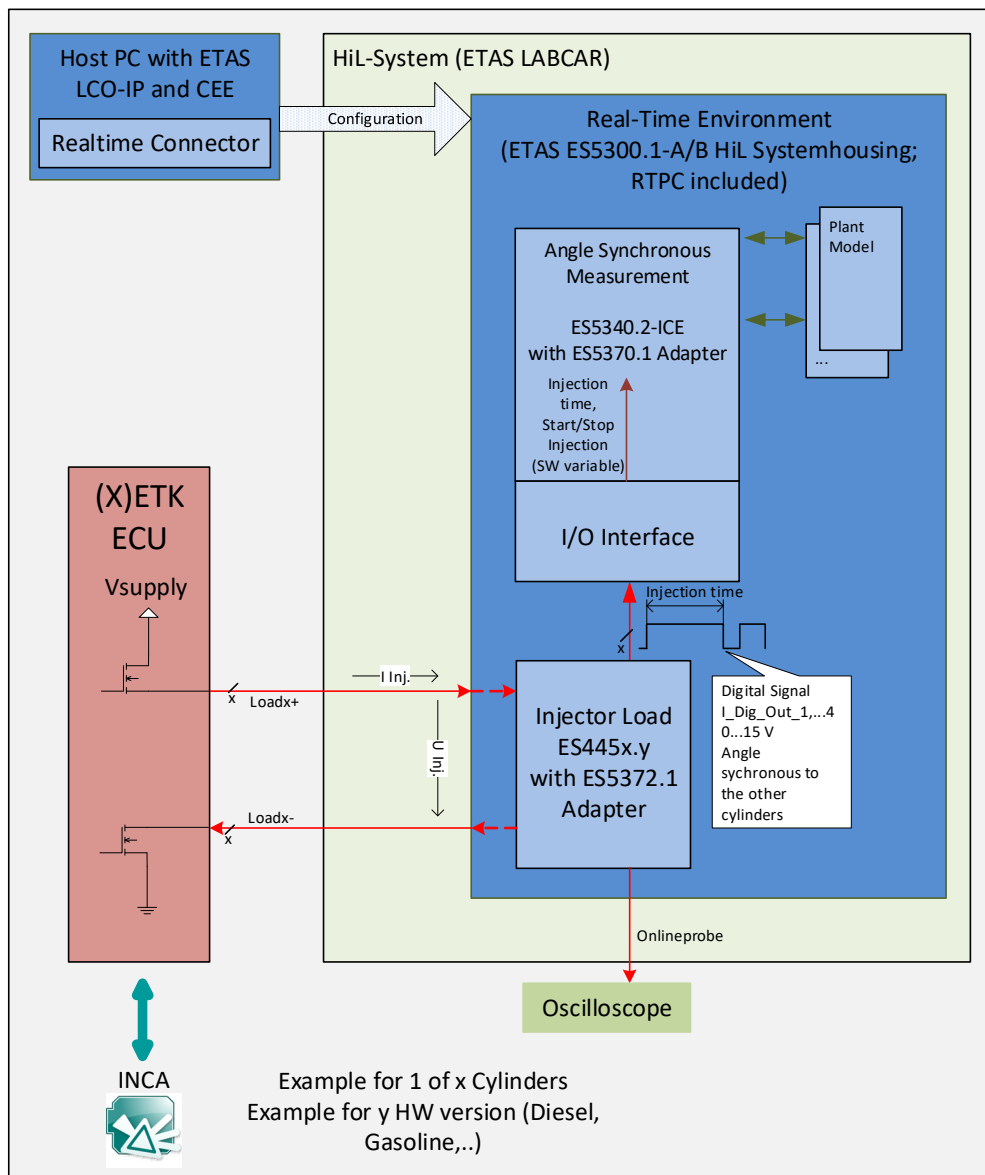 Host PC with ETAS
LCO-IP and CEE
Realtime Connector
Configuration
HiL-System (ETAS LABCAR)
Real-Time Environment
(ETAS ES5300.1-A/B HiL Systemhousing;
RTPC included)
Angle Synchronous
Measurement
ES5340.2-ICE
with ES5370.1 Adapter
Injection
time,
Start/Stop
Injection
(SW variable)
Plant
Model
...
I/O Interface
Injection time
x
Digital Signal
I_Dig_Out_1,...4
0...15 V
Angle
sychronous to
the other
cylinders
(X)ETK
ECU
Vsupply
x
Loadx+
I Inj.
U Inj.
x
Loadx-
Injector Load
ES445x.y
with ES5372.1
Adapter
Onlineprobe
Oscilloscope
INCA
Example for 1 of x Cylinders
Example for y HW version (Diesel,
Gasoline,..)